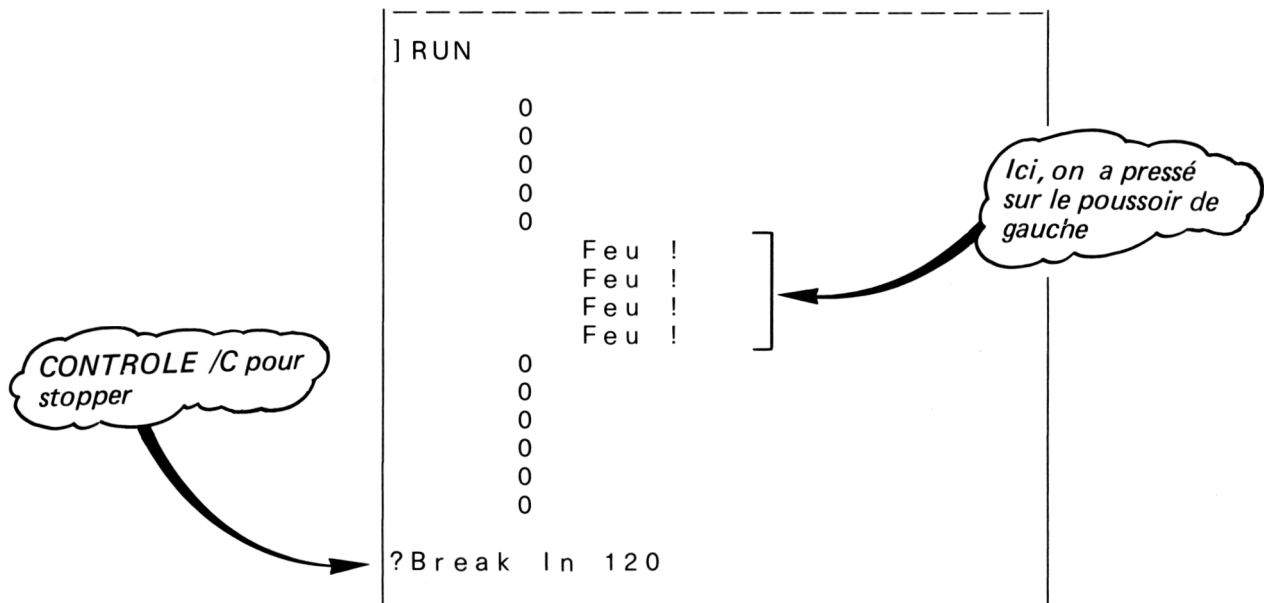 ]RUN
0
0
0
0
0
Feu !
Feu !
Feu !
Feu !
0
0
0
0
0
0
?Break In 120
Ici, on a pressé
sur le poussoir de
gauche
CONTROLE /C pour
stopper